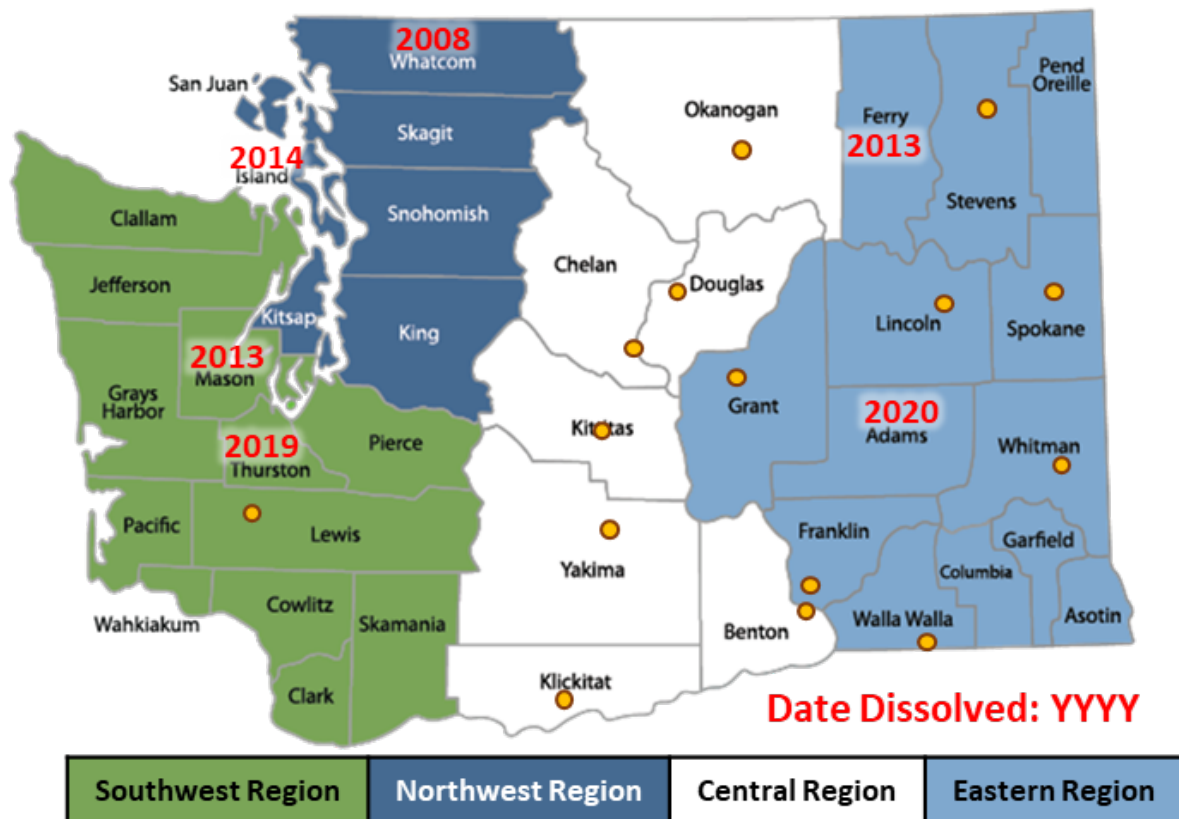 2008
Whatcom
San Juan
Pend
Oreille
Okanogan
Ferry
Skagit
2013
2014
Island
Stevens
Snohomish
Clallam
Chelan
Jefferson
Douglas
Kitsap
King
Lincoln
Spokane
2013
Mason
Grays
Harbor
Grant
2020
Adams
Kittitas
Pierce
2019
Thurston
Whitman
Pacific
Lewis
Franklin
Garfield
Yakima
Columbia
Cowlitz
Wahkiakum
Skamania
Benton
Walla Walla
Asotin
Klickitat
Clark
Date Dissolved: YYYY
Southwest Region
Northwest Region
Central Region
Eastern Region